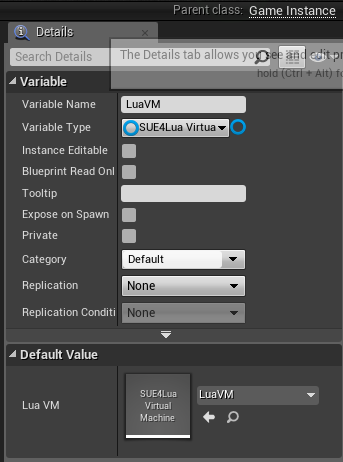 Parent class: Game Instance
Details
Search Details
The Details tab allows you see and edit pr
hold (Ctrl + Alt) f
Variable
Variable Name LuaVM
Variable Type SUE4Lua Virtua
Instance Editable
Blueprint Read Onl
Tooltip
Expose on Spawn
Private
Category Default
Replication None
Replication Conditi None
Default Value
Lua VM
SUE4Lua
Virtual
Machine
LuaVM